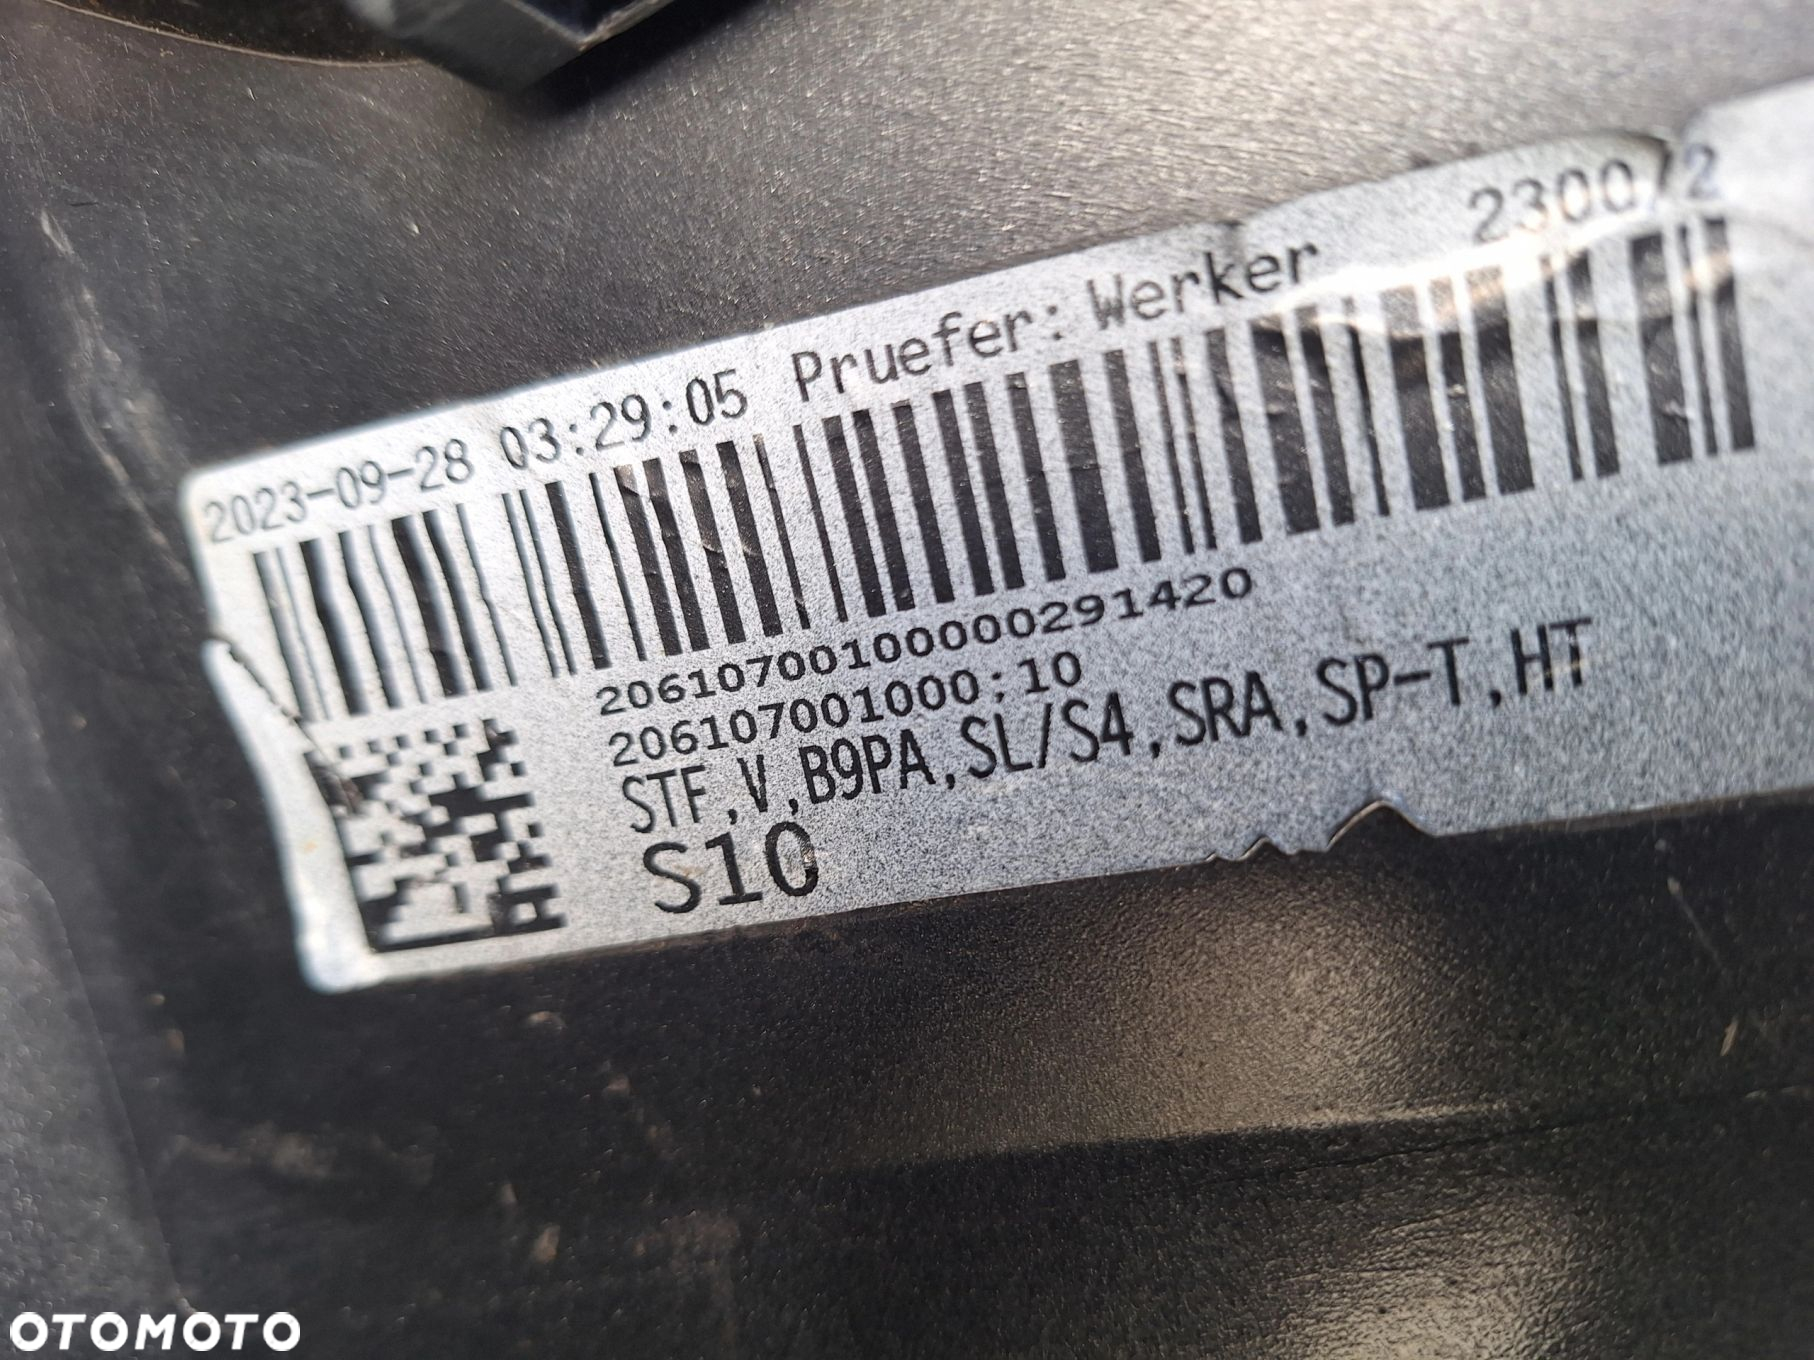 2023-09-28 03:29:05 Pruefer: Werker 2300/2
2061070010000291420
206107001000;10
STF,V,B9PA,SL/S4,SRA,SP-T,HT
S10
OTOMOTO